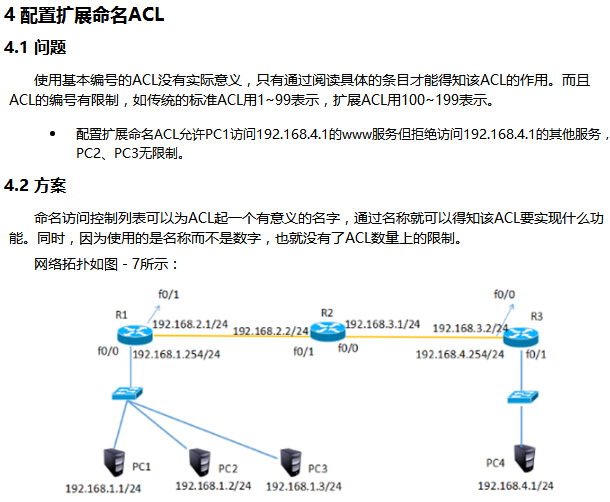 4 配置扩展命名ACL
4.1 问题
使用基本编号的ACL没有实际意义，只有通过阅读具体的条目才能得知该ACL的作用。而且
ACL的编号有限制，如传统的标准ACL用1~99表示，扩展ACL用100~199表示。
• 配置扩展命名ACL允许PC1访问192.168.4.1的www服务但拒绝访问192.168.4.1的其他服务，
PC2、PC3无限制。
4.2 方案
命名访问控制列表可以为ACL起一个有意义的名字，通过名称就可以得知该ACL要实现什么功
能。同时，因为使用的是名称而不是数字，也就没有了ACL数量上的限制。
网络拓扑如图－7所示：
f0/1
f0/0
R1
R2
R3
192.168.2.1/24
192.168.2.2/24
192.168.3.1/24
192.168.3.2/24
f0/0
192.168.1.254/24
f0/1
f0/0
192.168.4.254/24
f0/1
PC1
PC2
PC3
PC4
192.168.1.1/24
192.168.1.2/24
192.168.1.3/24
192.168.4.1/24